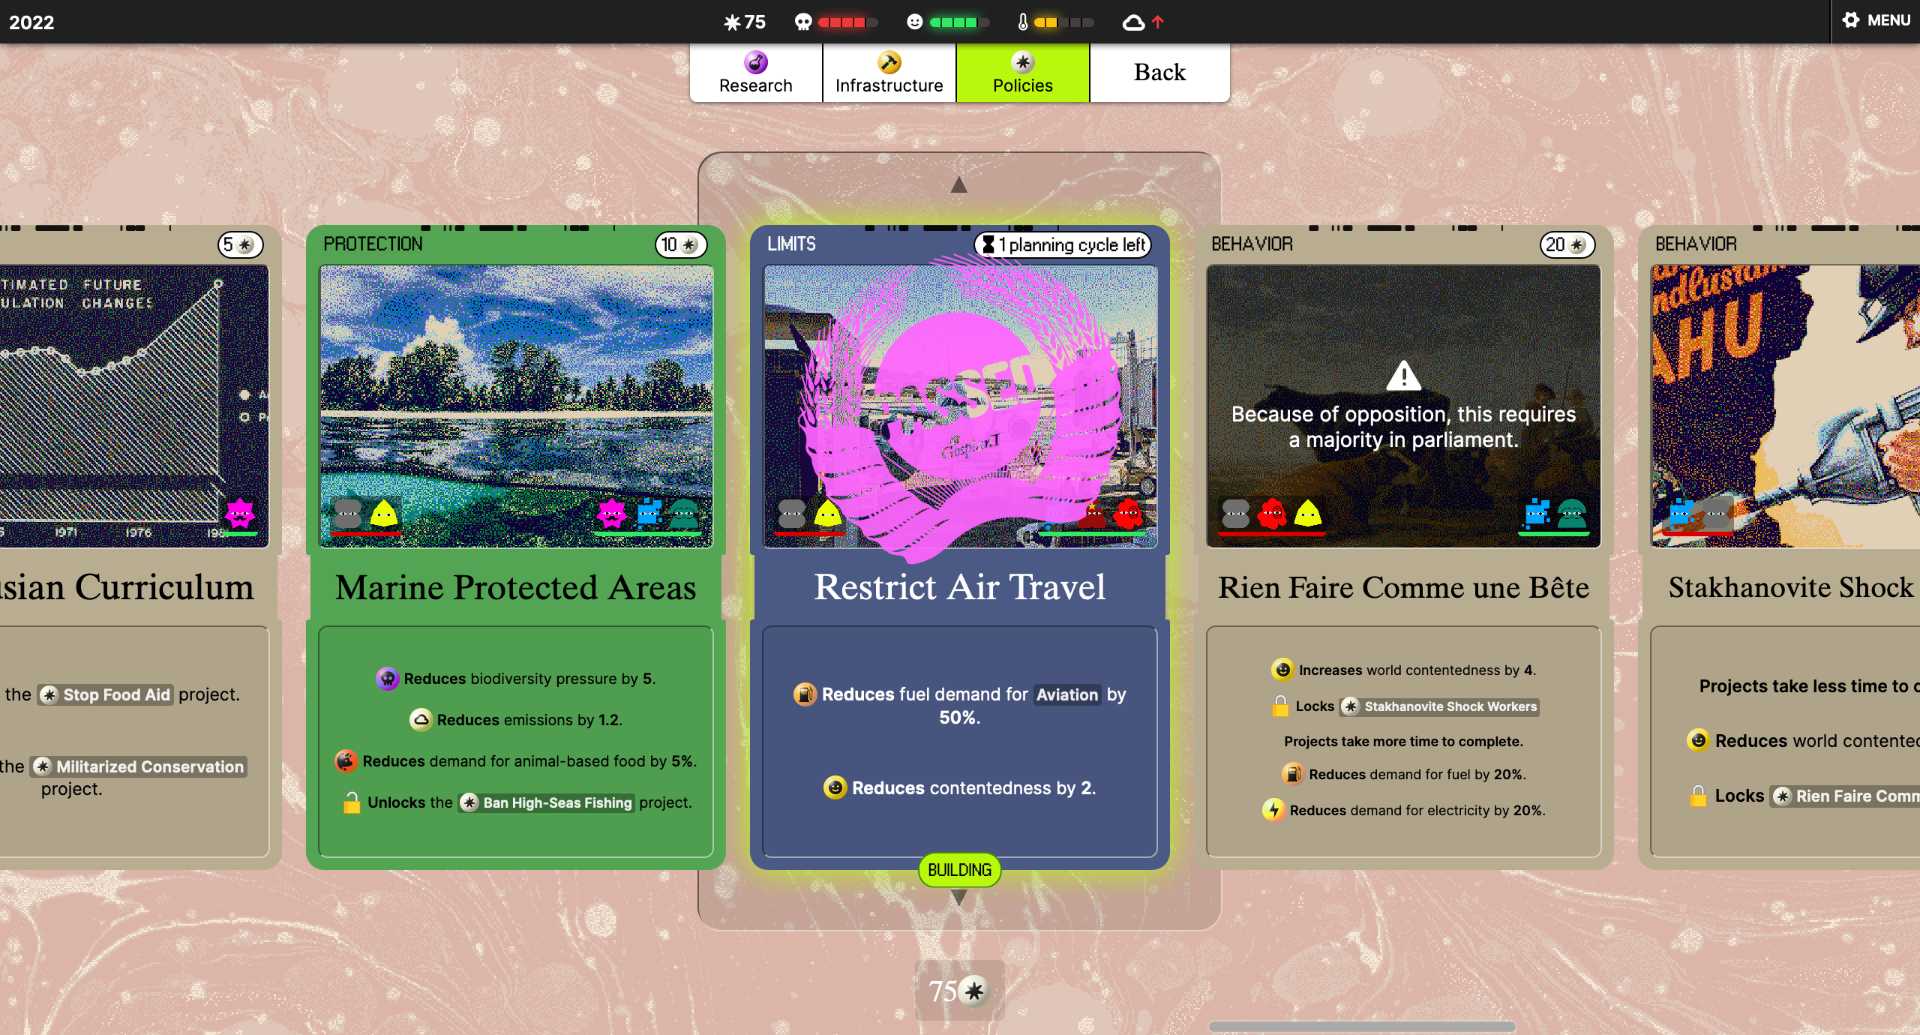 2022
75
MENU
Research
Infrastructure
Policies
Back
5
TIMATED FUTURE
ULATION CHANGES
1971 1976
sian Curriculum
the Stop Food Aid project.
the Militarized Conservation
project.
PROTECTION
10
Marine Protected Areas
Reduces biodiversity pressure by 5.
Reduces emissions by 1.2.
Reduces demand for animal-based food by 5%.
Unlocks the Ban High-Seas Fishing project.
LIMITS
1 planning cycle left
PASSED
Gosplan.T
Restrict Air Travel
Reduces fuel demand for Aviation by
50%.
Reduces contentedness by 2.
BUILDING
BEHAVIOR
20
Because of opposition, this requires
a majority in parliament.
Rien Faire Comme une Bête
Increases world contentedness by 4.
Locks Stakhanovite Shock Workers
Projects take more time to complete.
Reduces demand for fuel by 20%.
Reduces demand for electricity by 20%.
BEHAVIOR
AHU
Stakhanovite Shock
Projects take less time to c
Reduces world contented
Locks Rien Faire Comm
75